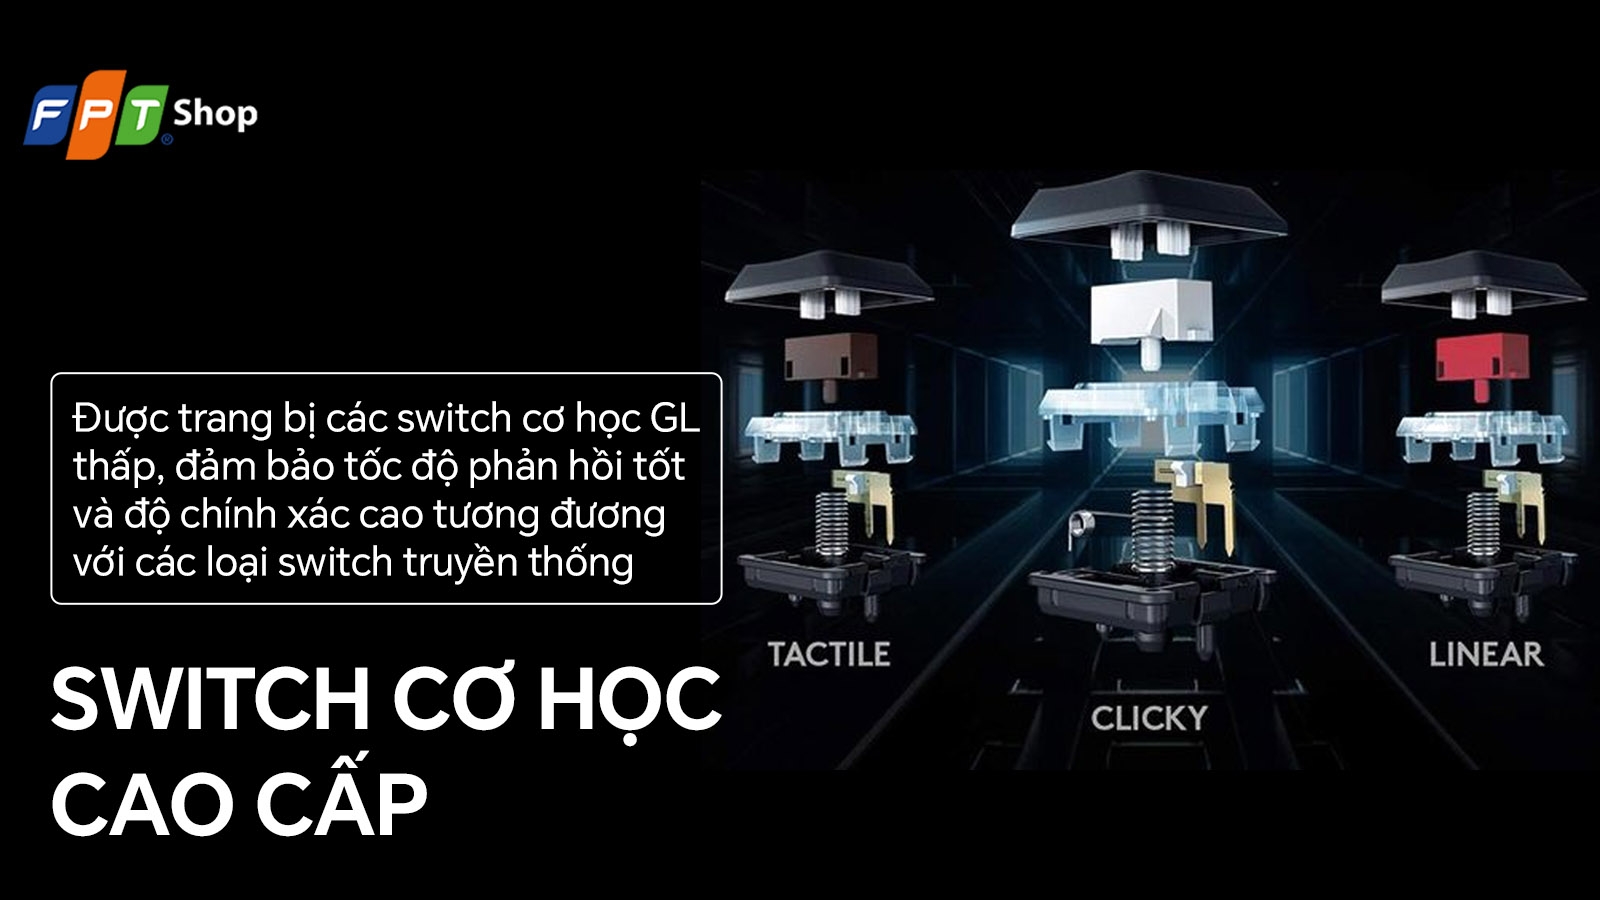 FPT® Shop
Được trang bị các switch cơ học GL
thấp, đảm bảo tốc độ phản hồi tốt
và độ chính xác cao tương đương
với các loại switch truyền thống
SWITCH CƠ HỌC
CAO CẤP
TACTILE
CLICKY
LINEAR